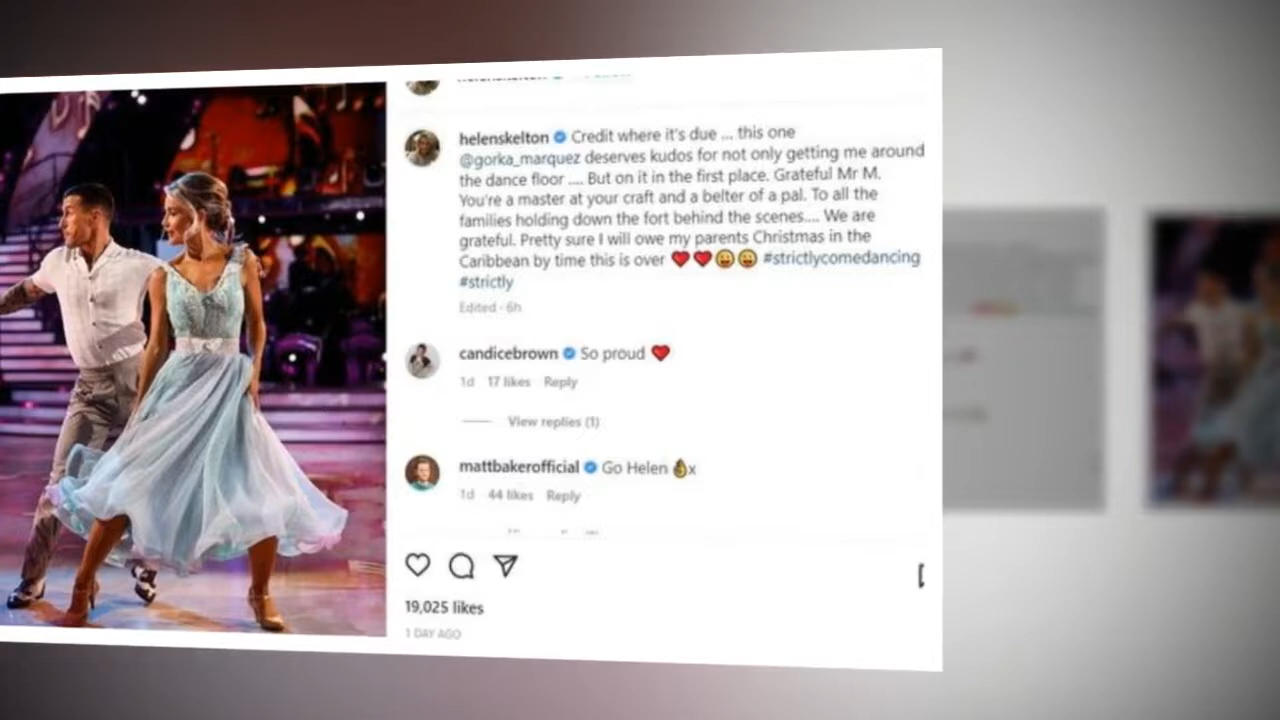 helenskelton Credit where it's due ... this one
@gorka_marquez deserves kudos for not only getting me around
the dance floor .... But on it in the first place. Grateful Mr M.
You're a master at your craft and a belter of a pal. To all the
families holding down the fort behind the scenes.... We are
grateful. Pretty sure I will owe my parents Christmas in the
Caribbean by time this is over ❤️❤️😀😀 #strictlycomedancing
#strictly
Edited · 6h
candicebrown So proud ❤️
1d 17 likes Reply
View replies (1)
mattbakerofficial Go Helen 👌x
1d 44 likes Reply
19,025 likes
1 DAY AGO